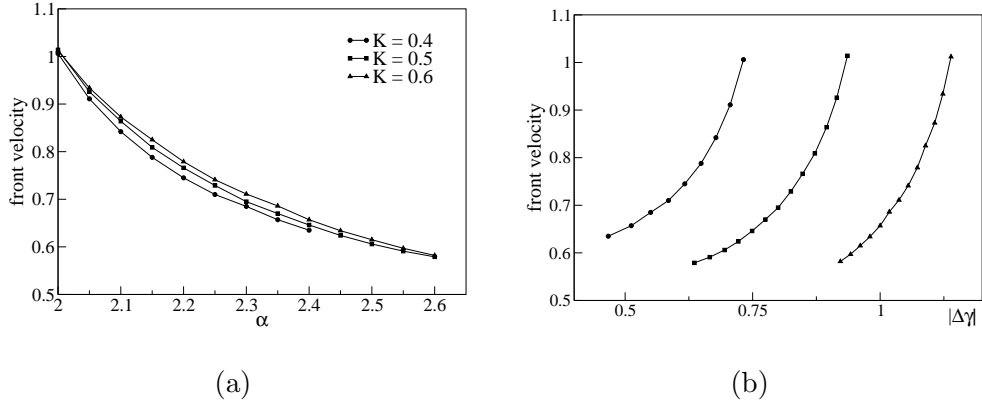 1.1
1
0.9
0.8
0.7
0.6
0.5
front velocity
K = 0.4
K = 0.5
K = 0.6
2 2.1 2.2 2.3 2.4 2.5 2.6
α
(a)
1.1
1
0.9
0.8
0.7
0.6
0.5
front velocity
0.5 0.75 1 |Δγ|
(b)